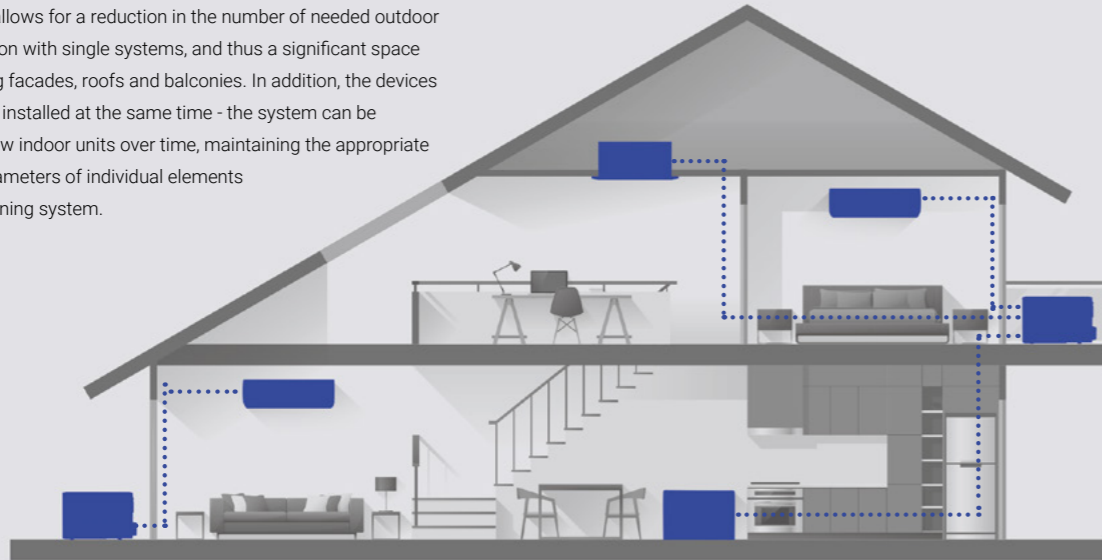 allows for a reduction in the number of needed outdoor
on with single systems, and thus a significant space
g facades, roofs and balconies. In addition, the devices
installed at the same time - the system can be
w indoor units over time, maintaining the appropriate
ameters of individual elements
ning system.